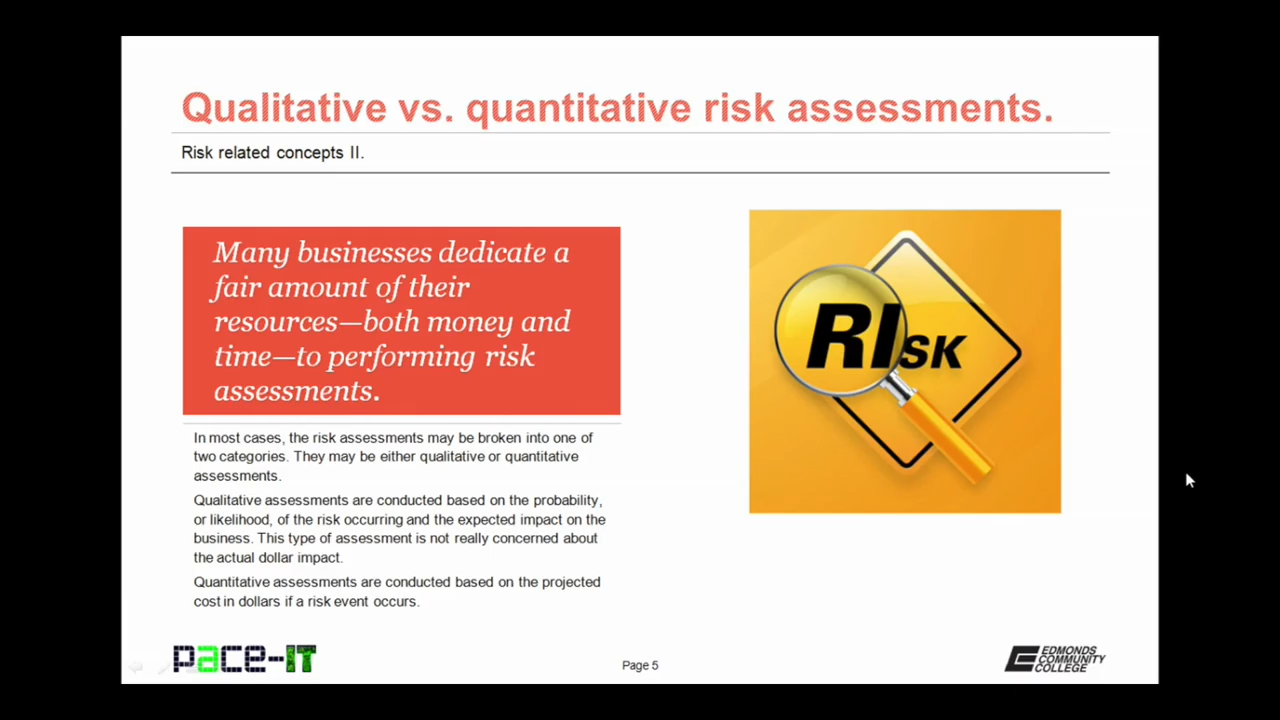 Qualitative vs. quantitative risk assessments.
Risk related concepts II.
Many businesses dedicate a
fair amount of their
resources—both money and
time—to performing risk
assessments.
RIsk
In most cases, the risk assessments may be broken into one of
two categories. They may be either qualitative or quantitative
assessments.
Qualitative assessments are conducted based on the probability,
or likelihood, of the risk occurring and the expected impact on the
business. This type of assessment is not really concerned about
the actual dollar impact.
Quantitative assessments are conducted based on the projected
cost in dollars if a risk event occurs.
pace-IT
Page 5
EDMONDS
COMMUNITY
COLLEGE